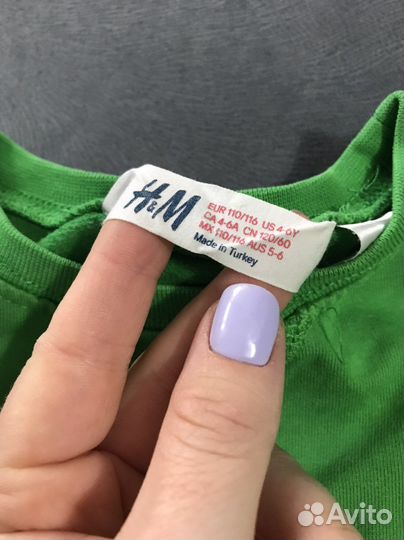 H&M
EUR 110/116 US 4-6Y
CA 4-6A CN 120/60
MX 110/116 AUS 5-6
Made in Turkey
Avito